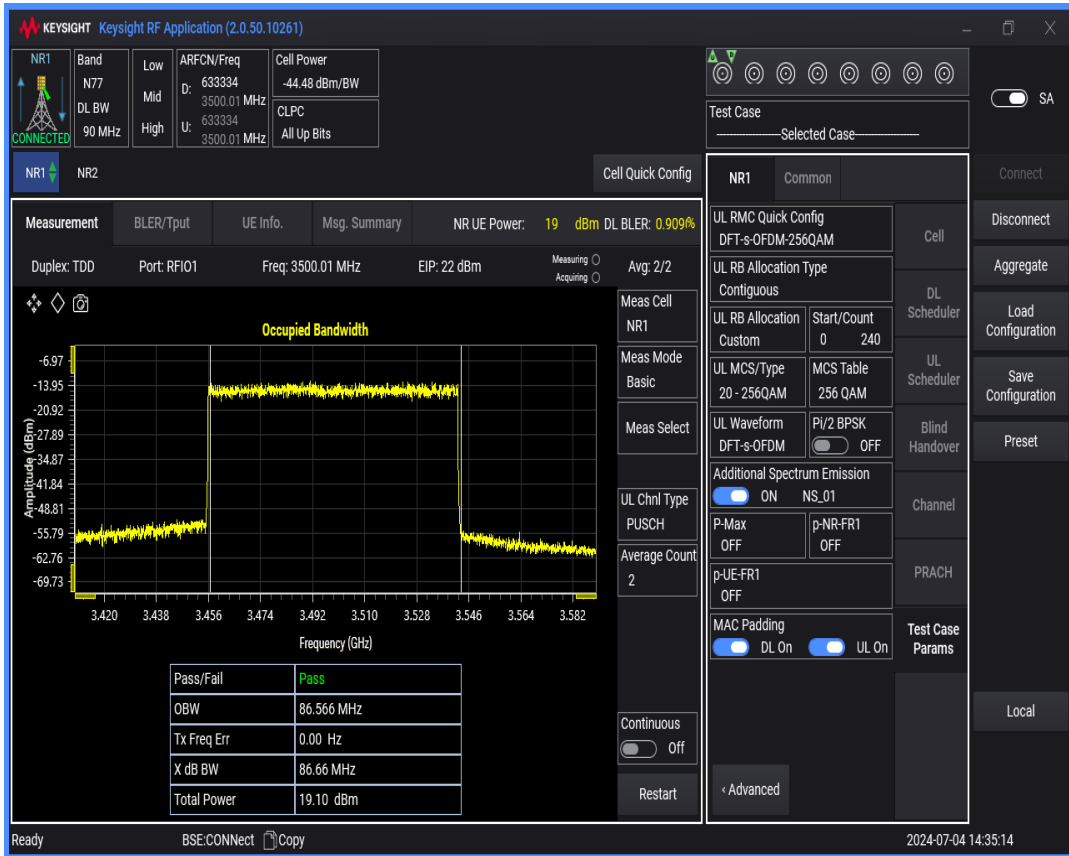 KEYSIGHT Keysight RF Application (2.0.50.10261)
NR1
CONNECTED
Band
N77
DL BW
90 MHz
Low
Mid
High
ARFCN/Freq
D: 633334
3500.01 MHz
U: 633334
3500.01 MHz
Cell Power
-44.48 dBm/BW
CLPC
All Up Bits
Test Case
--------------------Selected Case--------------------
SA
NR1 NR2
Cell Quick Config
NR1 Common
Connect
Disconnect
Aggregate
Load
Configuration
Save
Configuration
Preset
Local
Measurement BLER/Tput UE Info. Msg. Summary NR UE Power: 19 dBm DL BLER: 0.909%
Duplex: TDD Port: RFIO1 Freq: 3500.01 MHz EIP: 22 dBm Measuring
Acquiring
Avg: 2/2
Occupied Bandwidth
Amplitude (dBm)
-6.97
-13.95
-20.92
-27.89
-34.87
-41.84
-48.81
-55.79
-62.76
-69.73
3.420 3.438 3.456 3.474 3.492 3.510 3.528 3.546 3.564 3.582
Frequency (GHz)
Pass/Fail Pass
OBW 86.566 MHz
Tx Freq Err 0.00 Hz
X dB BW 86.66 MHz
Total Power 19.10 dBm
Meas Cell
NR1
Meas Mode
Basic
Meas Select
UL Chnl Type
PUSCH
Average Count
2
Continuous
Off
Restart
UL RMC Quick Config
DFT-s-OFDM-256QAM
UL RB Allocation Type
Contiguous
UL RB Allocation
Custom
Start/Count
0 240
UL MCS/Type
20 - 256QAM
MCS Table
256 QAM
UL Waveform
DFT-s-OFDM
Pi/2 BPSK
OFF
Additional Spectrum Emission
ON NS_01
P-Max
OFF
p-NR-FR1
OFF
p-UE-FR1
OFF
MAC Padding
DL On UL On
‹ Advanced
Cell
DL
Scheduler
UL
Scheduler
Blind
Handover
Channel
PRACH
Test Case
Params
Ready BSE:CONNect Copy 2024-07-04 14:35:14